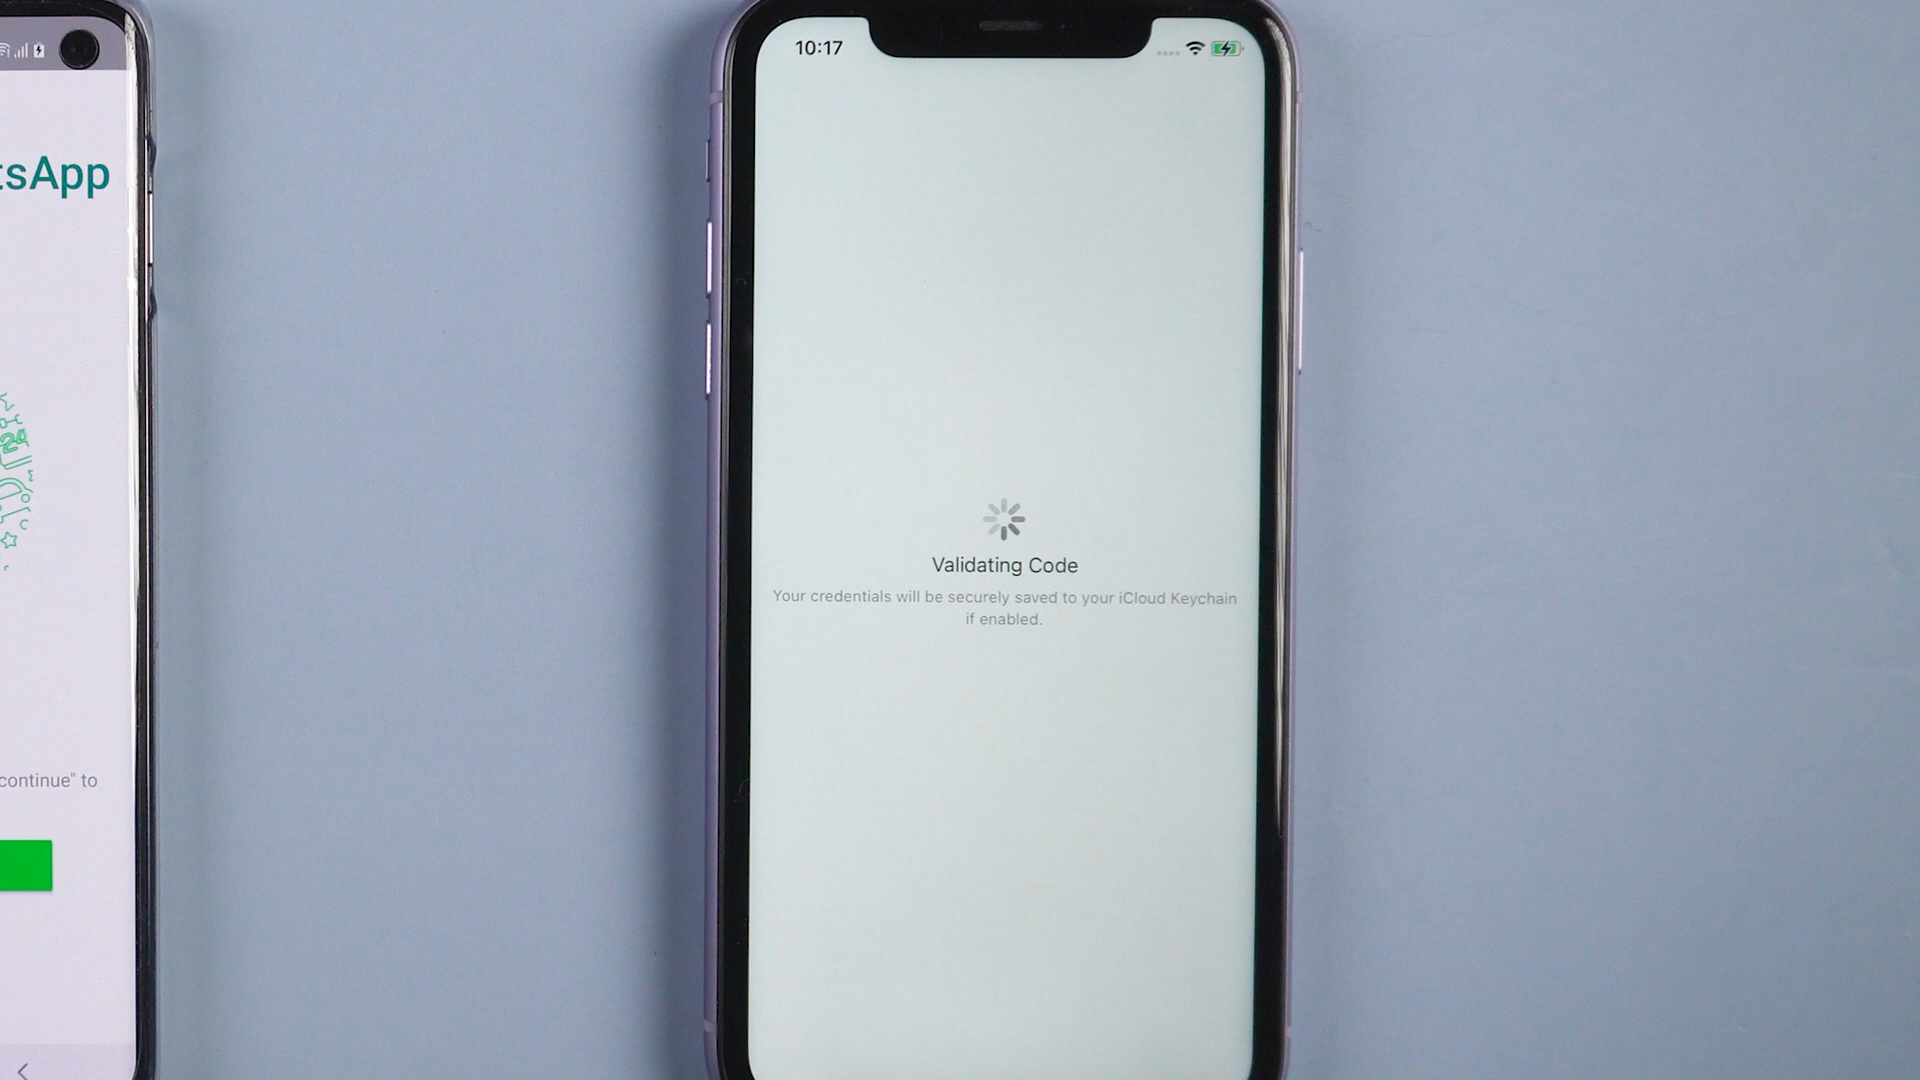 tsApp
24
continue" to
10:17
Validating Code
Your credentials will be securely saved to your iCloud Keychain
if enabled.